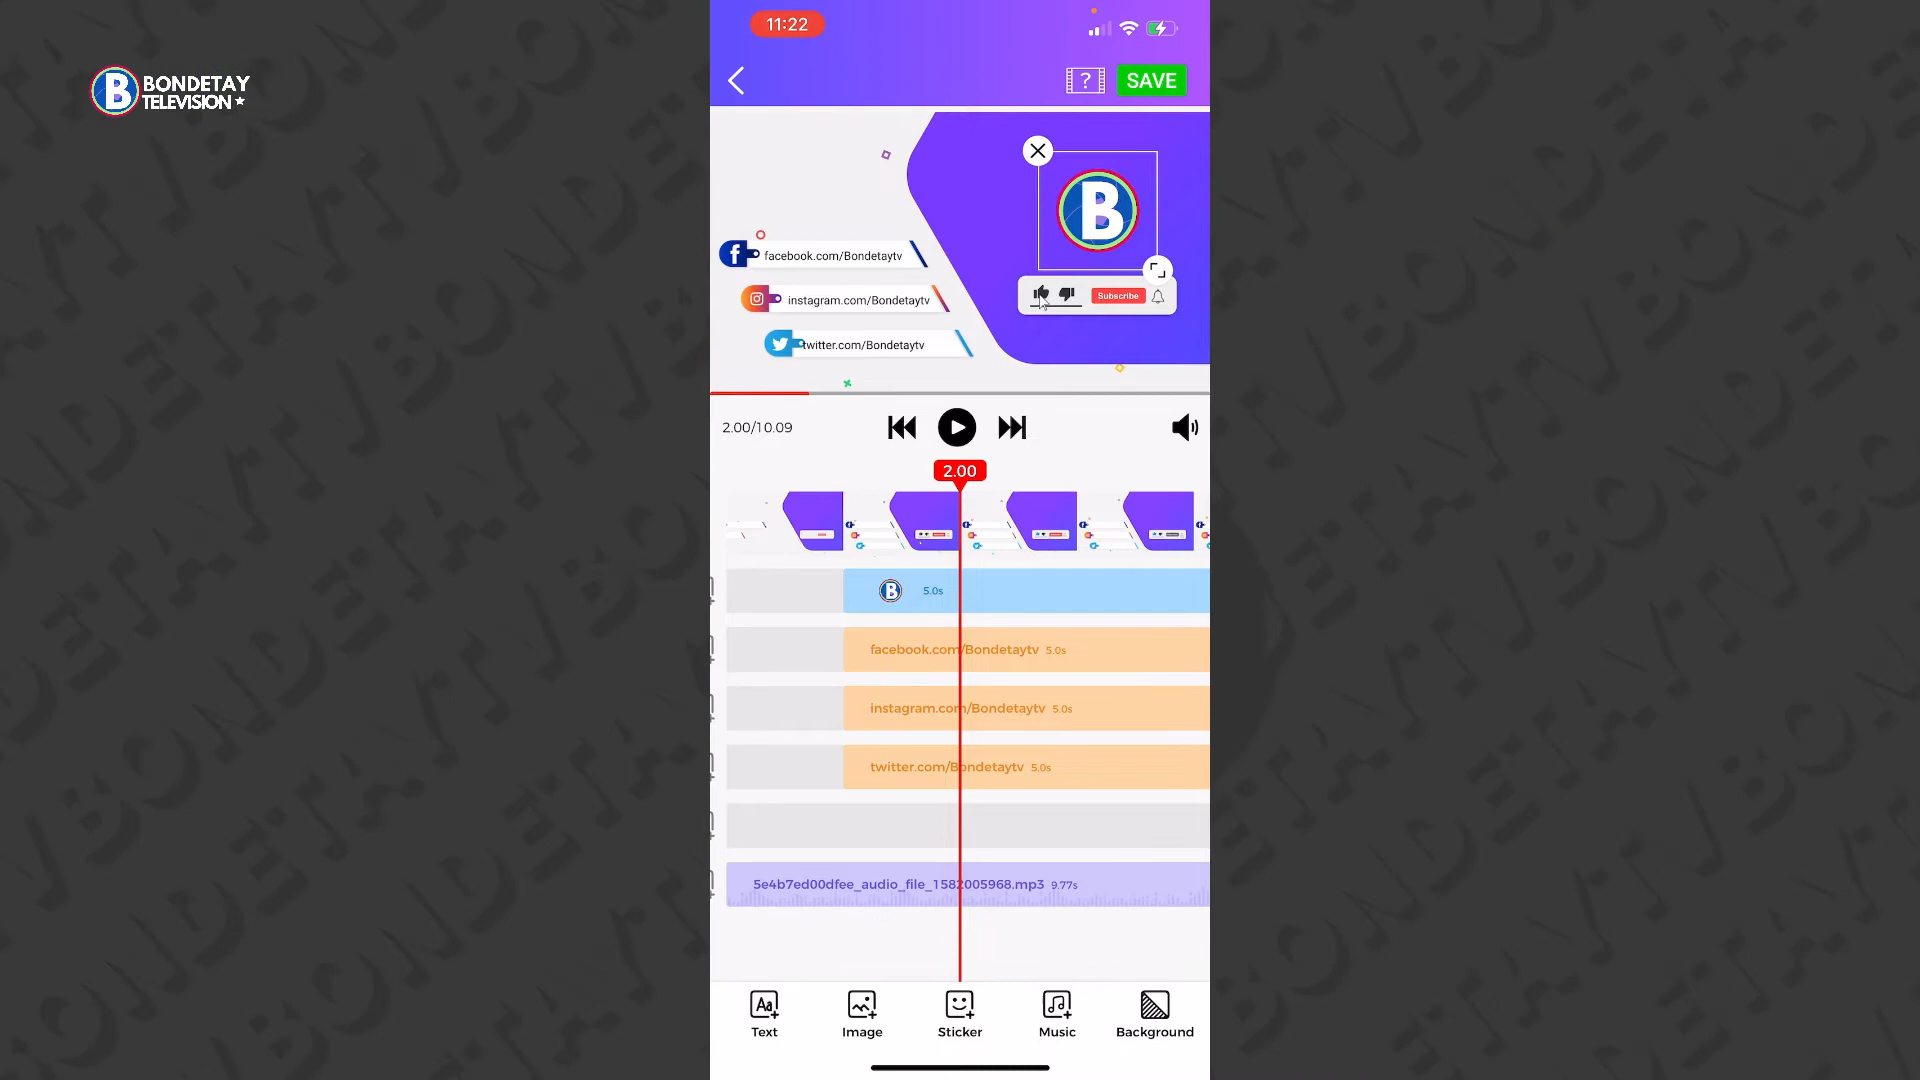 11:22
BONDETAY
TELEVISION
B
?
SAVE
B
facebook.com/Bondetaytv
instagram.com/Bondetaytv
Subscribe
twitter.com/Bondetaytv
2.00/10.09
2.00
B 5.0s
facebook.com/Bondetaytv 5.0s
instagram.com/Bondetaytv 5.0s
twitter.com/Bondetaytv 5.0s
5e4b7ed00dfee_audio_file_1582005968.mp3 9.77s
Aa
Text
Image
Sticker
Music
Background